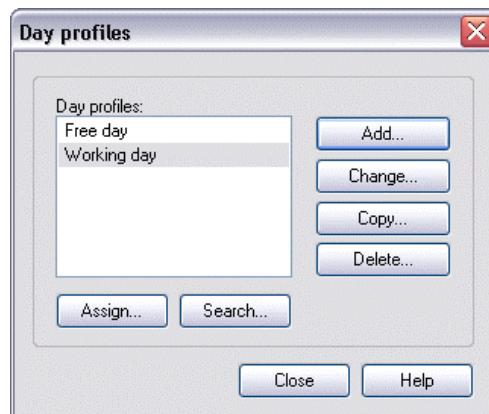 Day profiles
Day profiles:
Free day
Working day
Add...
Change...
Copy...
Delete...
Assign... Search...
Close Help